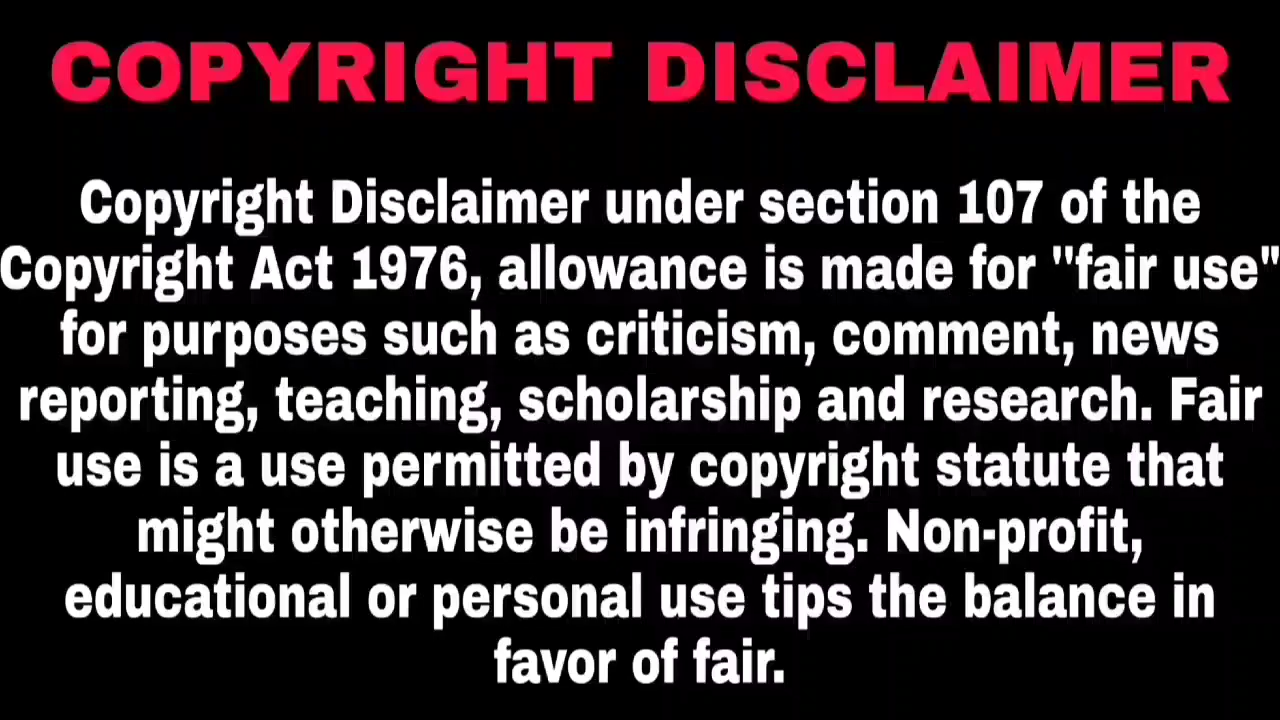 COPYRIGHT DISCLAIMER
Copyright Disclaimer under section 107 of the
Copyright Act 1976, allowance is made for "fair use"
for purposes such as criticism, comment, news
reporting, teaching, scholarship and research. Fair
use is a use permitted by copyright statute that
might otherwise be infringing. Non-profit,
educational or personal use tips the balance in
favor of fair.